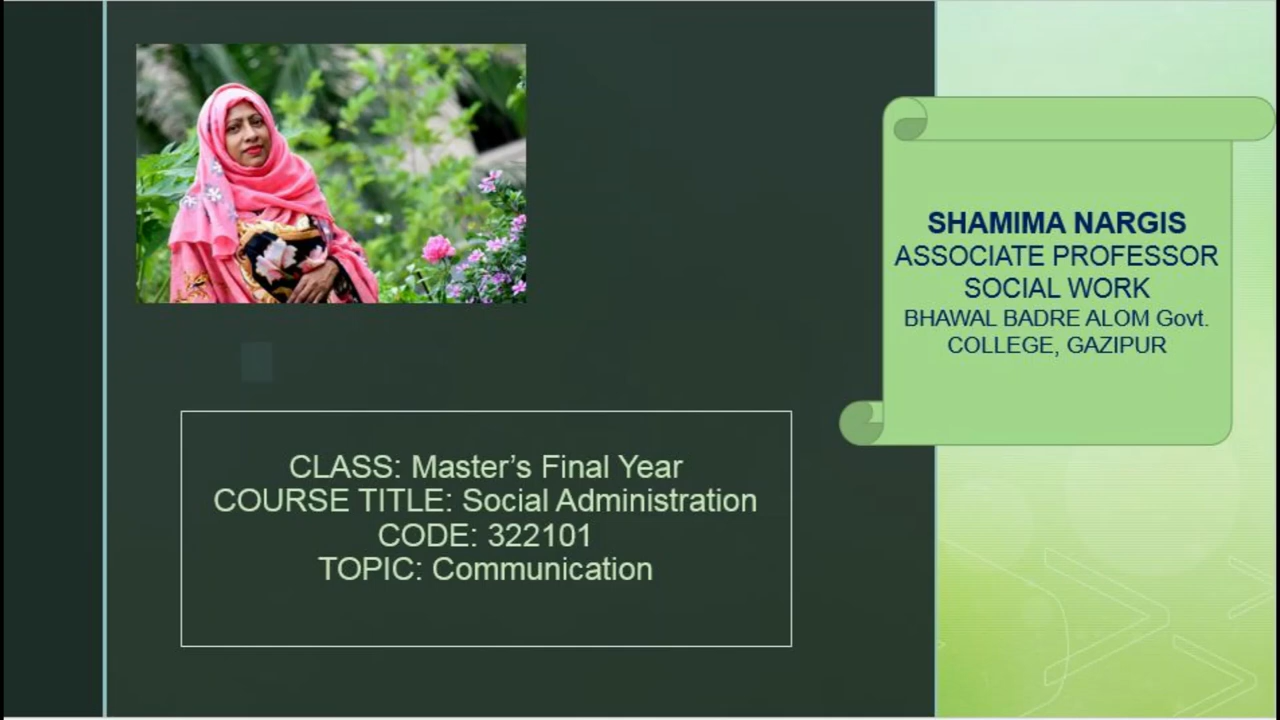 SHAMIMA NARGIS
ASSOCIATE PROFESSOR
SOCIAL WORK
BHAWAL BADRE ALOM Govt.
COLLEGE, GAZIPUR
CLASS: Master’s Final Year
COURSE TITLE: Social Administration
CODE: 322101
TOPIC: Communication